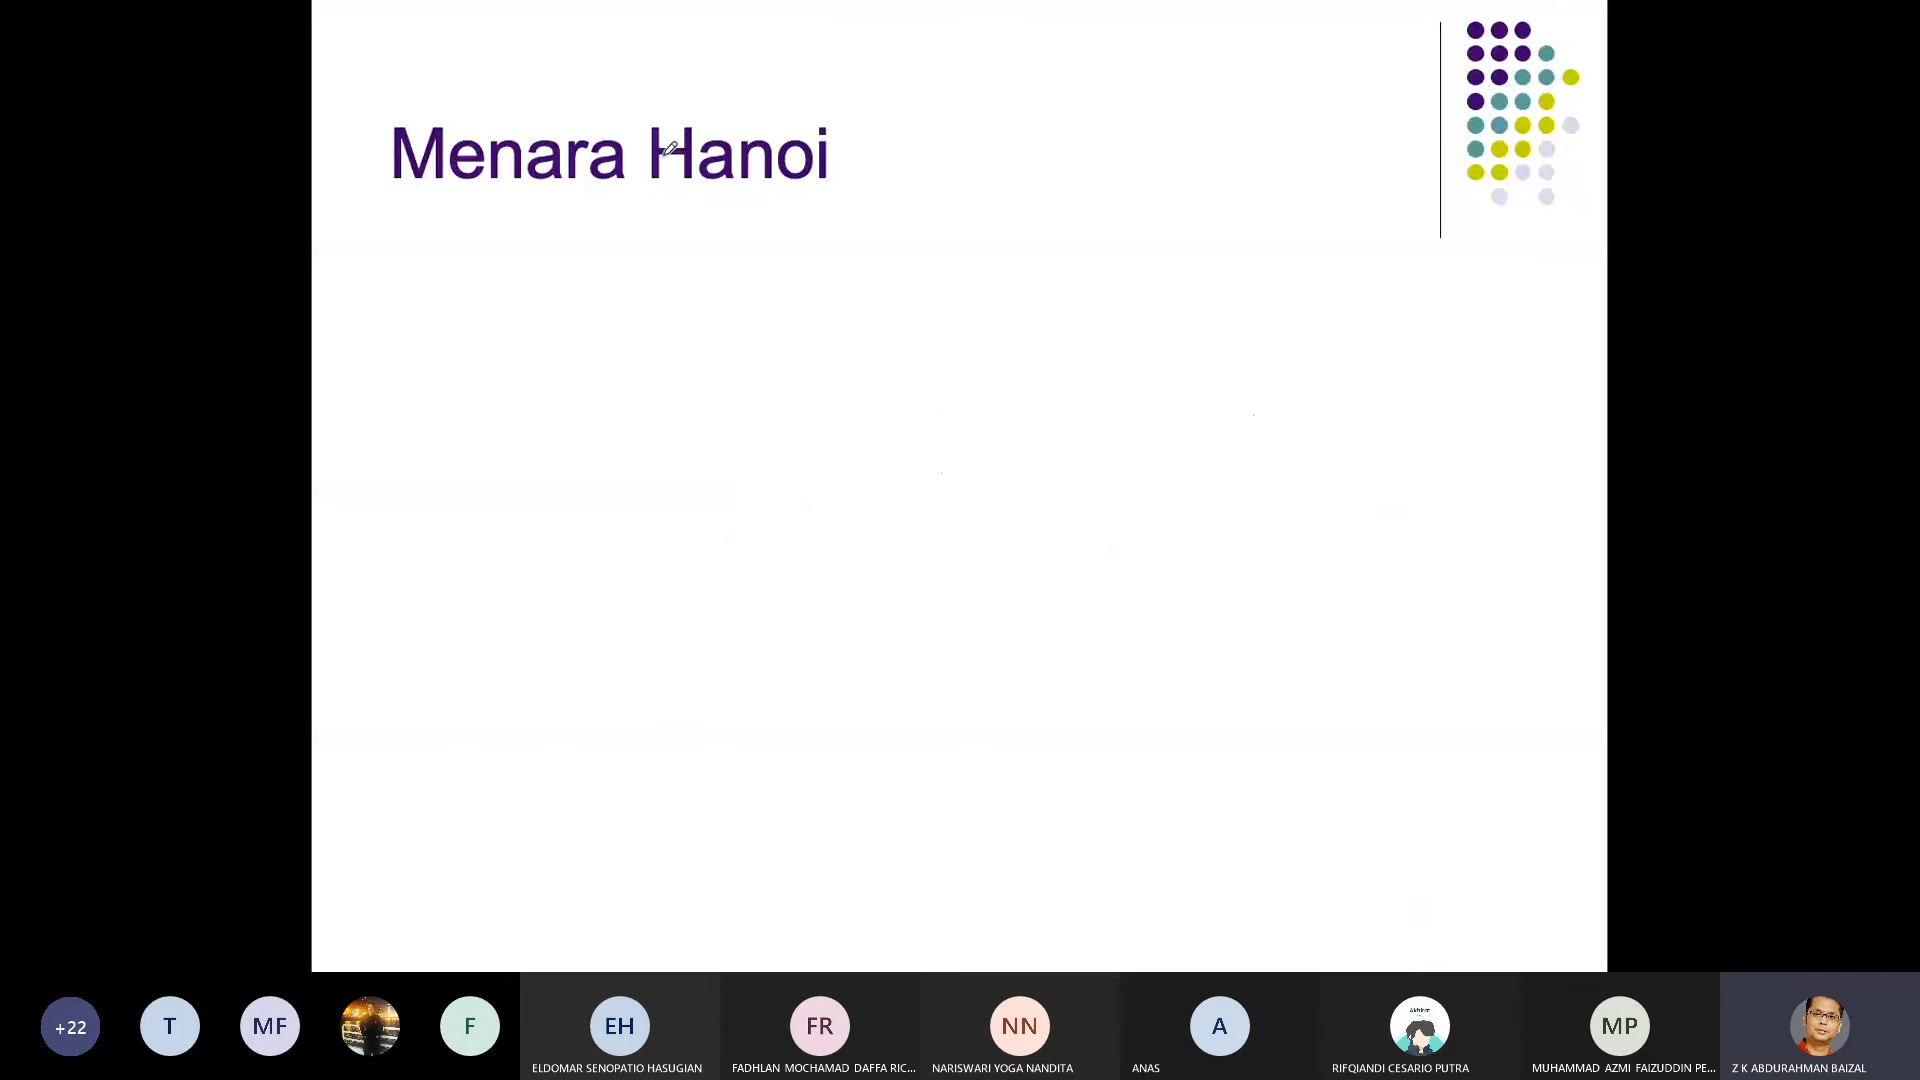 Menara Hanoi
+22
T
MF
F
EH
FR
NN
A
MP
ELDOMAR SENOPATIO HASUGIAN
FADHLAN MOCHAMAD DAFFA RIC...
NARISWARI YOGA NANDITA
ANAS
RIFQIANDI CESARIO PUTRA
MUHAMMAD AZMI FAIZUDDIN PE...
Z K ABDURAHMAN BAIZAL